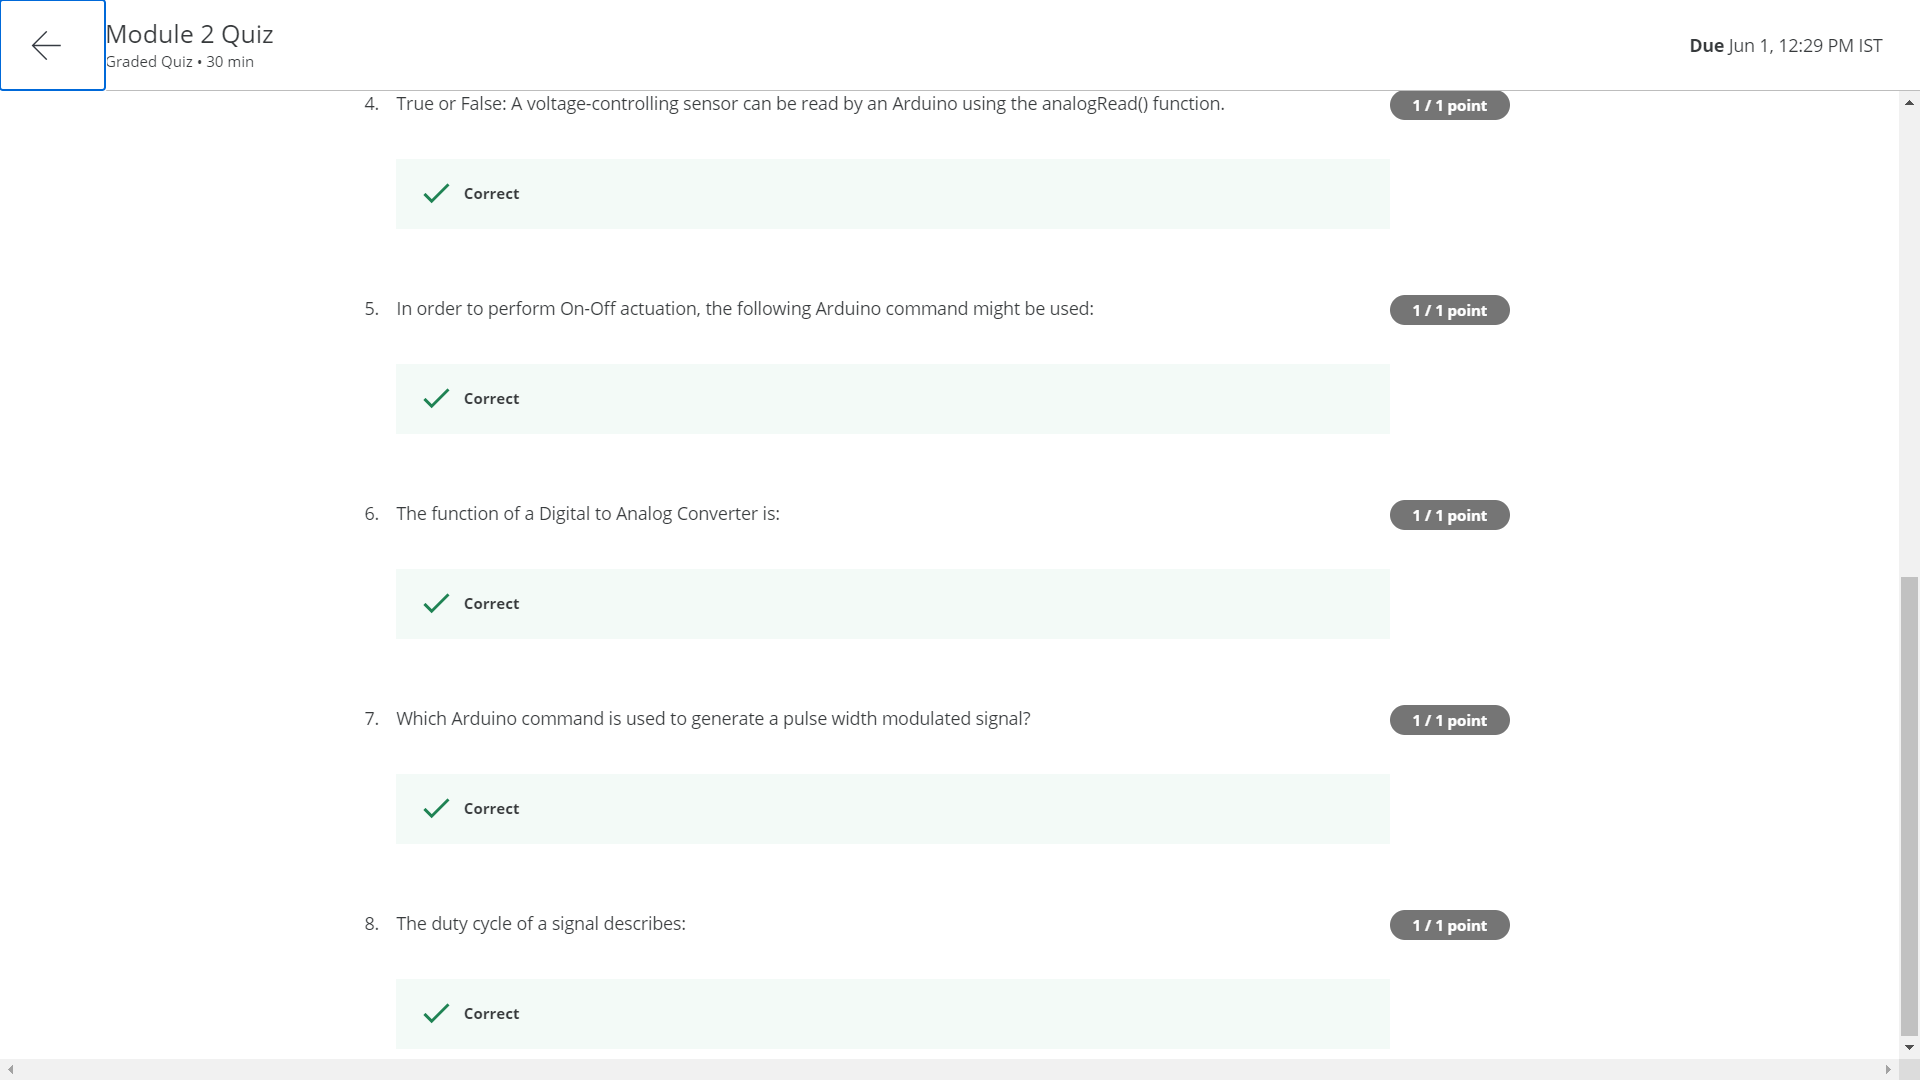 Module 2 Quiz
Graded Quiz • 30 min
Due Jun 1, 12:29 PM IST
4. True or False: A voltage-controlling sensor can be read by an Arduino using the analogRead() function.
1 / 1 point
Correct
5. In order to perform On-Off actuation, the following Arduino command might be used:
1 / 1 point
Correct
6. The function of a Digital to Analog Converter is:
1 / 1 point
Correct
7. Which Arduino command is used to generate a pulse width modulated signal?
1 / 1 point
Correct
8. The duty cycle of a signal describes:
1 / 1 point
Correct